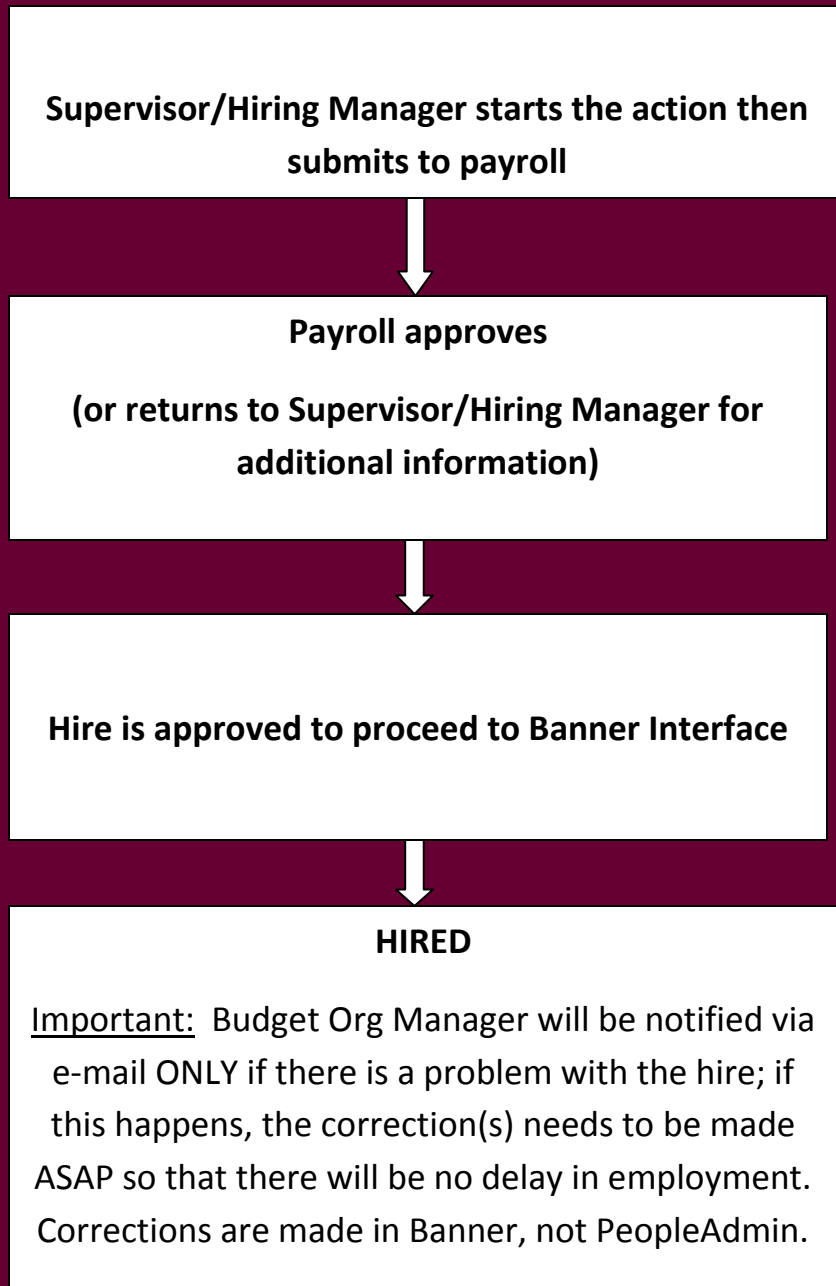 Supervisor/Hiring Manager starts the action then
submits to payroll
Payroll approves
(or returns to Supervisor/Hiring Manager for
additional information)
Hire is approved to proceed to Banner Interface
HIRED
Important:  Budget Org Manager will be notified via
e-mail ONLY if there is a problem with the hire; if
this happens, the correction(s) needs to be made
ASAP so that there will be no delay in employment.
Corrections are made in Banner, not PeopleAdmin.